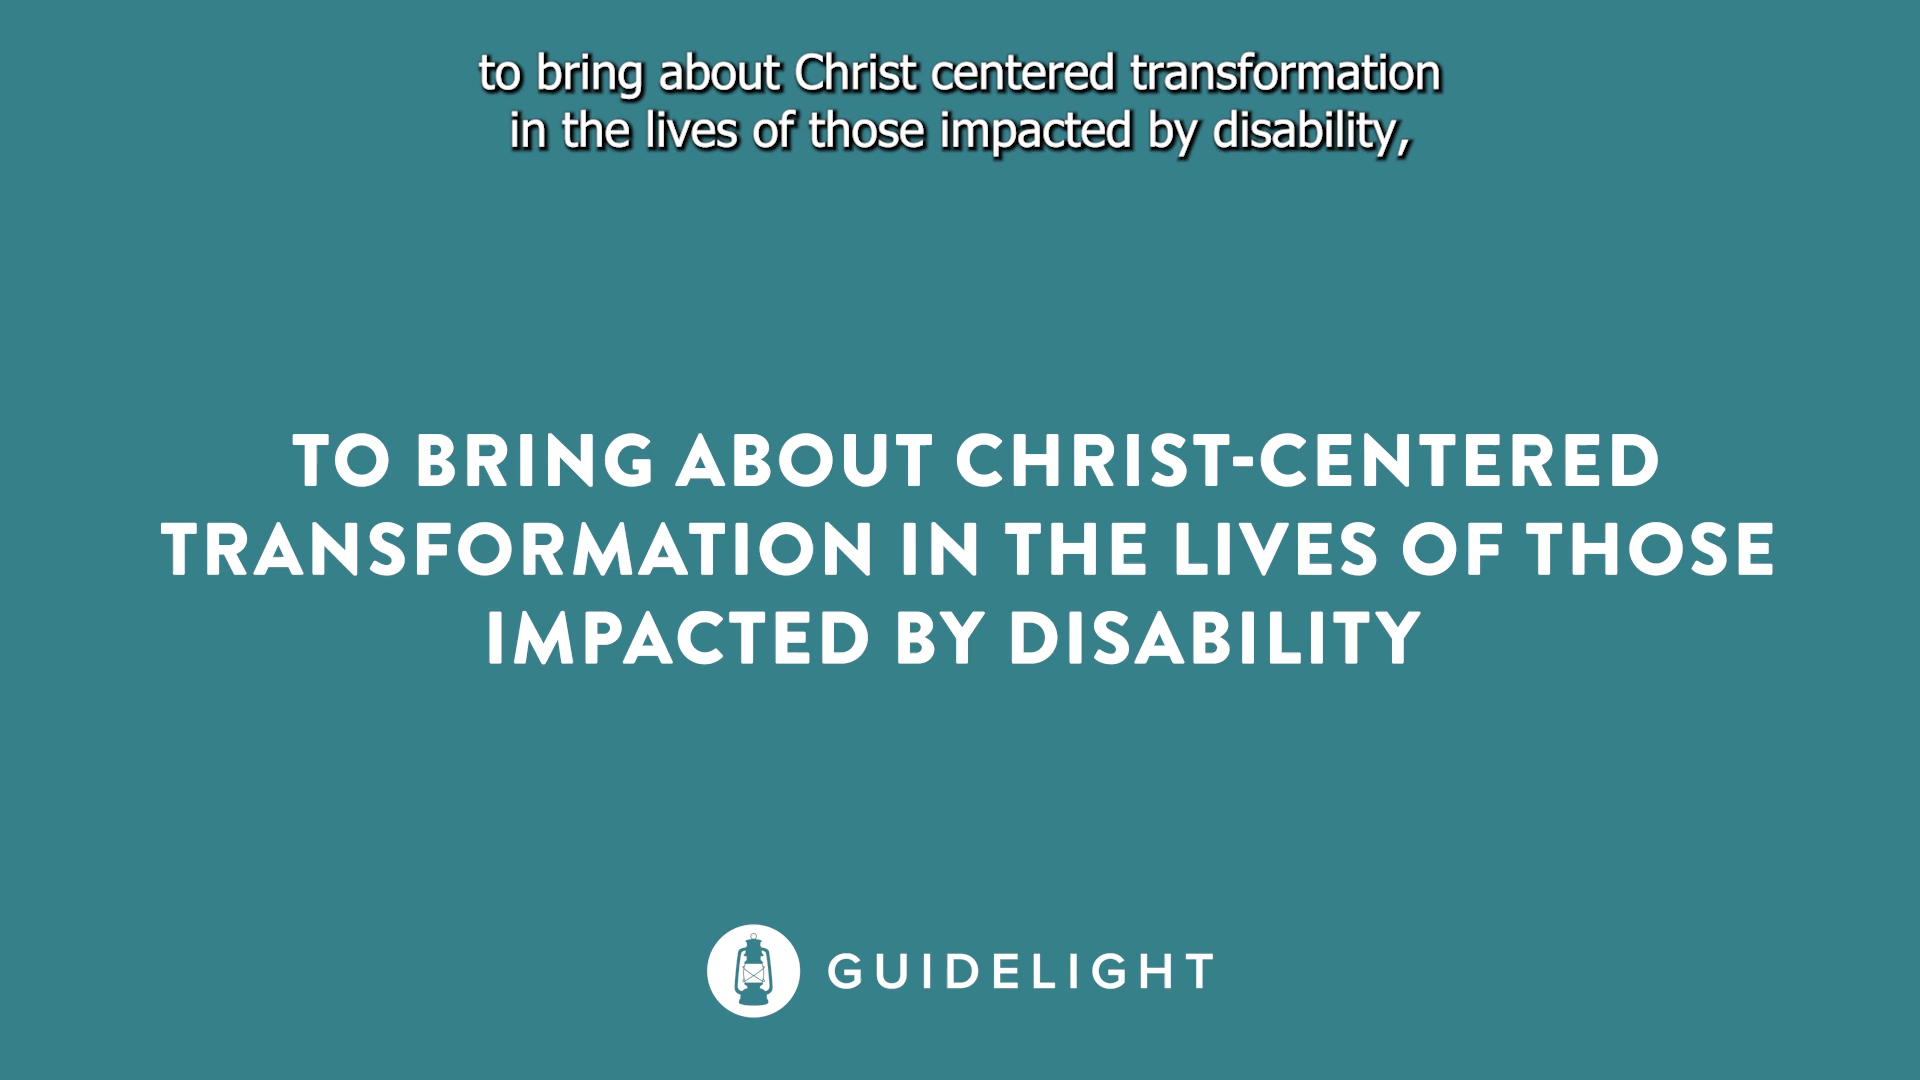 to bring about Christ centered transformation
in the lives of those impacted by disability,
TO BRING ABOUT CHRIST-CENTERED
TRANSFORMATION IN THE LIVES OF THOSE
IMPACTED BY DISABILITY
GUIDELIGHT